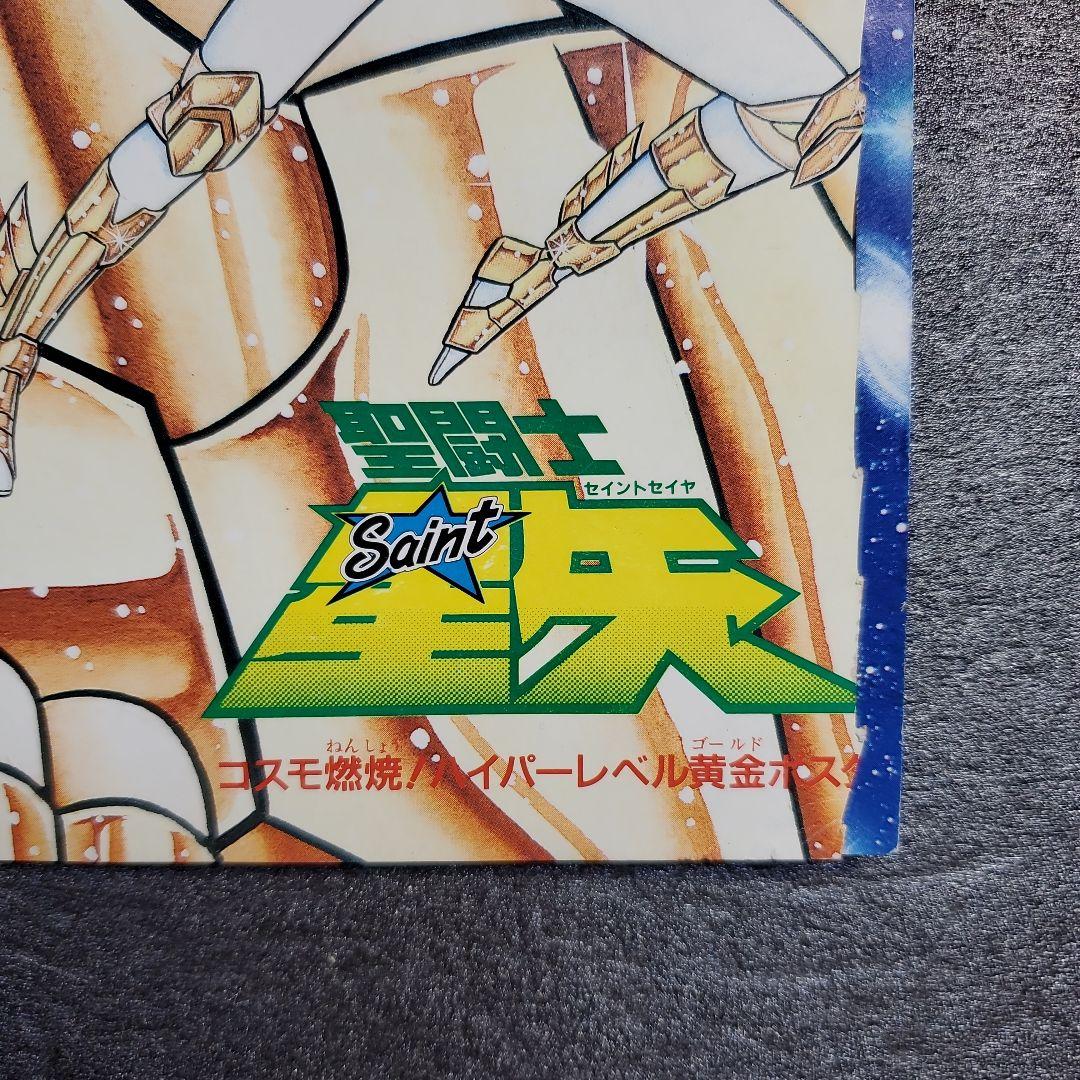 聖闘士
セイントセイヤ
Saint
星矢
ねんしょう ゴールド
コスモ燃焼!ハイパーレベル黄金ポス